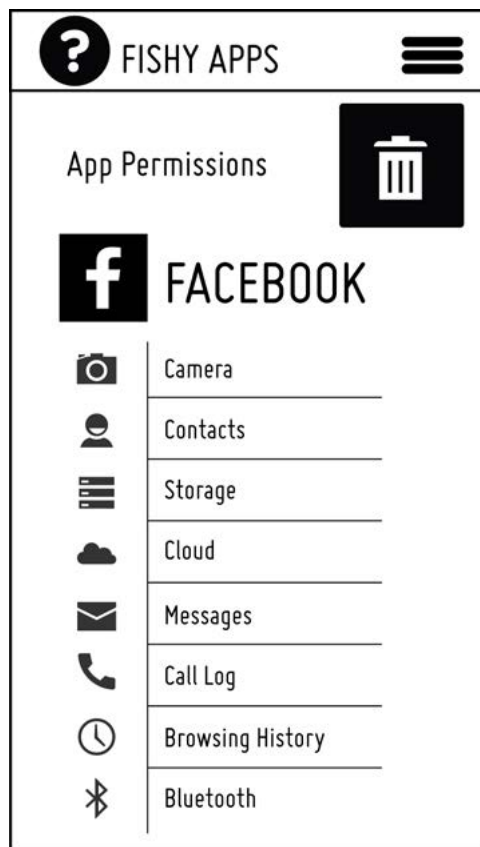 ? FISHY APPS
App Permissions
f FACEBOOK
Camera
Contacts
Storage
Cloud
Messages
Call Log
Browsing History
Bluetooth